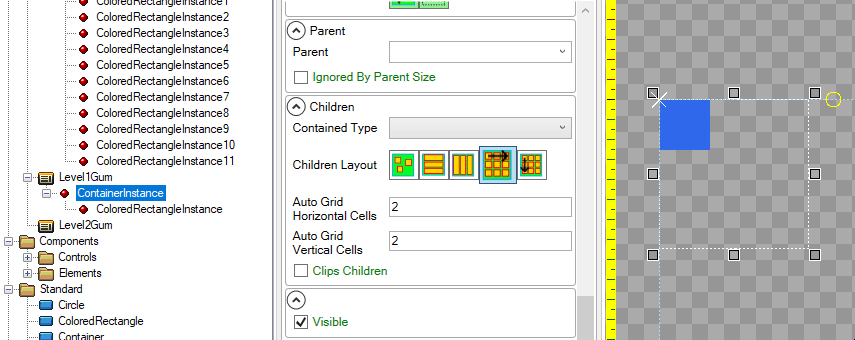 ColoredRectangleInstance1
ColoredRectangleInstance2
ColoredRectangleInstance3
ColoredRectangleInstance4
ColoredRectangleInstance5
ColoredRectangleInstance6
ColoredRectangleInstance7
ColoredRectangleInstance8
ColoredRectangleInstance9
ColoredRectangleInstance10
ColoredRectangleInstance11
Level1Gum
ContainerInstance
ColoredRectangleInstance
Level2Gum
Components
Controls
Elements
Standard
Circle
ColoredRectangle
Container
Parent
Parent
Ignored By Parent Size
Children
Contained Type
Children Layout
Auto Grid
Horizontal Cells
2
Auto Grid
Vertical Cells
2
Clips Children
Visible